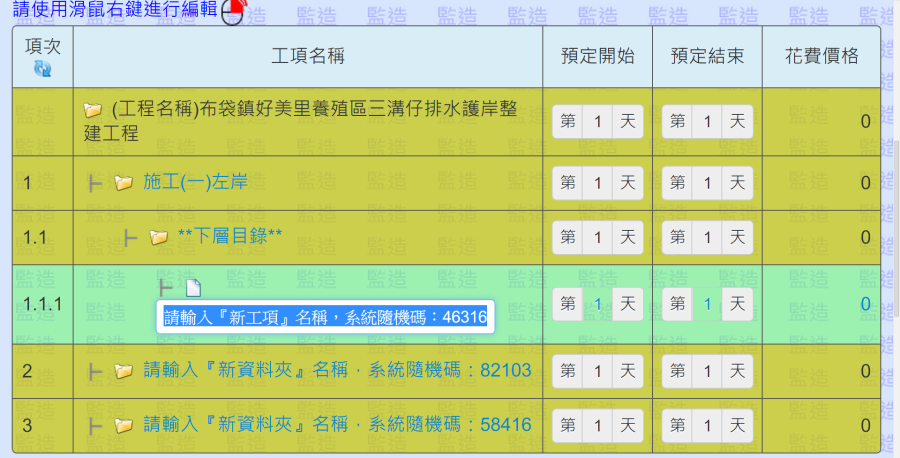 請使用滑鼠右鍵進行編輯
項次 工項名稱 預定開始 預定結束 花費價格
(工程名稱)布袋鎮好美里養殖區三溝仔排水護岸整
建工程 第 1 天 第 1 天 0
1 施工(一)左岸 第 1 天 第 1 天 0
1.1 **下層目錄** 第 1 天 第 1 天 0
1.1.1 請輸入『新工項』名稱，系統隨機碼：46316 第 1 天 第 1 天 0
2 請輸入『新資料夾』名稱，系統隨機碼：82103 第 1 天 第 1 天 0
3 請輸入『新資料夾』名稱，系統隨機碼：58416 第 1 天 第 1 天 0
監造